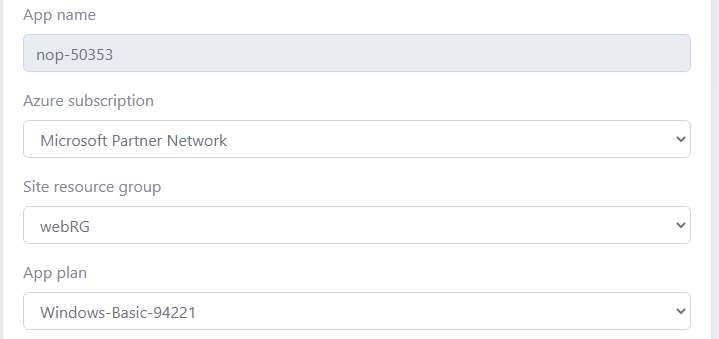 App name
nop-50353
Azure subscription
Microsoft Partner Network
Site resource group
webRG
App plan
Windows-Basic-94221